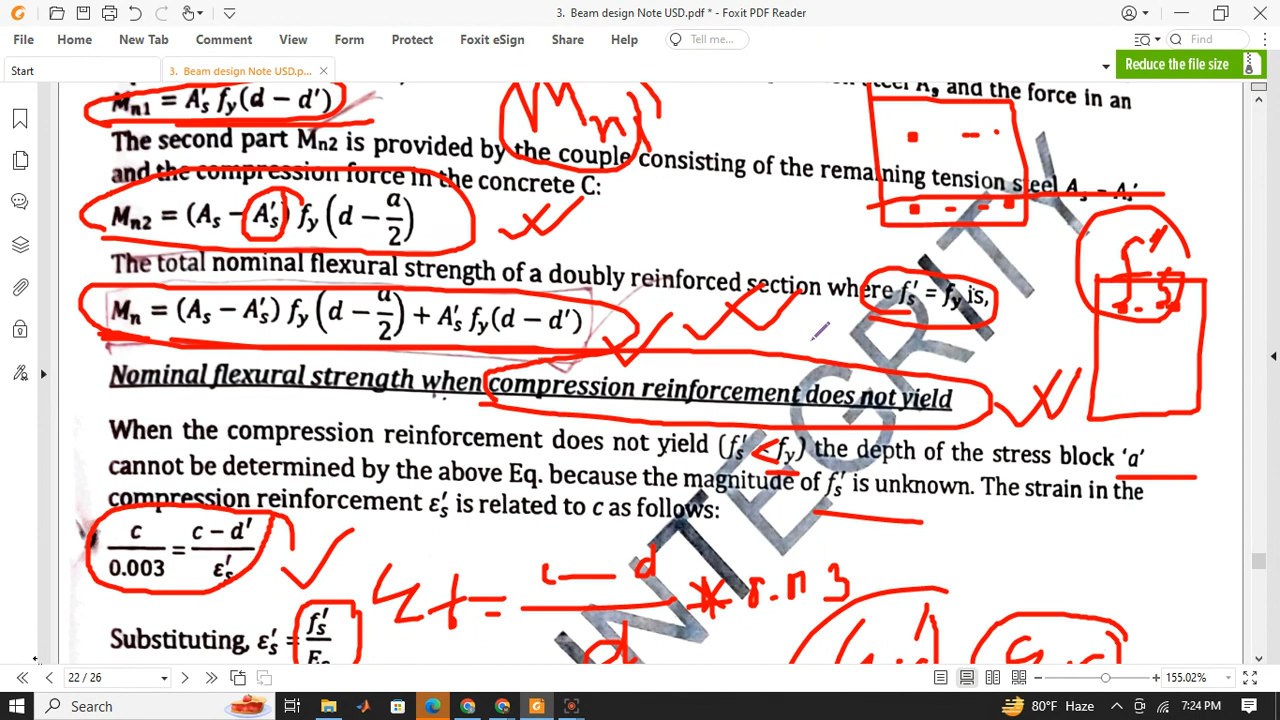 3. Beam design Note USD.pdf * - Foxit PDF Reader
File Home New Tab Comment View Form Protect Foxit eSign Share Help Tell me... Find
Start 3. Beam design Note USD.p... Reduce the file size
and the force in an
Mn1 = A's fy(d − d')
The second part Mn2 is provided by the couple consisting of the remaining tension steel As − A's
and the compression force in the concrete C:
Mn2 = (As − A's) fy (d − a/2)
The total nominal flexural strength of a doubly reinforced section where f's = fy is,
Mn = (As − A's) fy (d − a/2) + A's fy(d − d')
Nominal flexural strength when compression reinforcement does not yield
When the compression reinforcement does not yield (f's < fy) the depth of the stress block 'a'
cannot be determined by the above Eq. because the magnitude of f's is unknown. The strain in the
compression reinforcement ε's is related to c as follows:
c/0.003 = (c − d')/ε's
Substituting, ε's = f's/Es
INTEGRITY
22 / 26 155.02%
Search 80°F Haze 7:24 PM